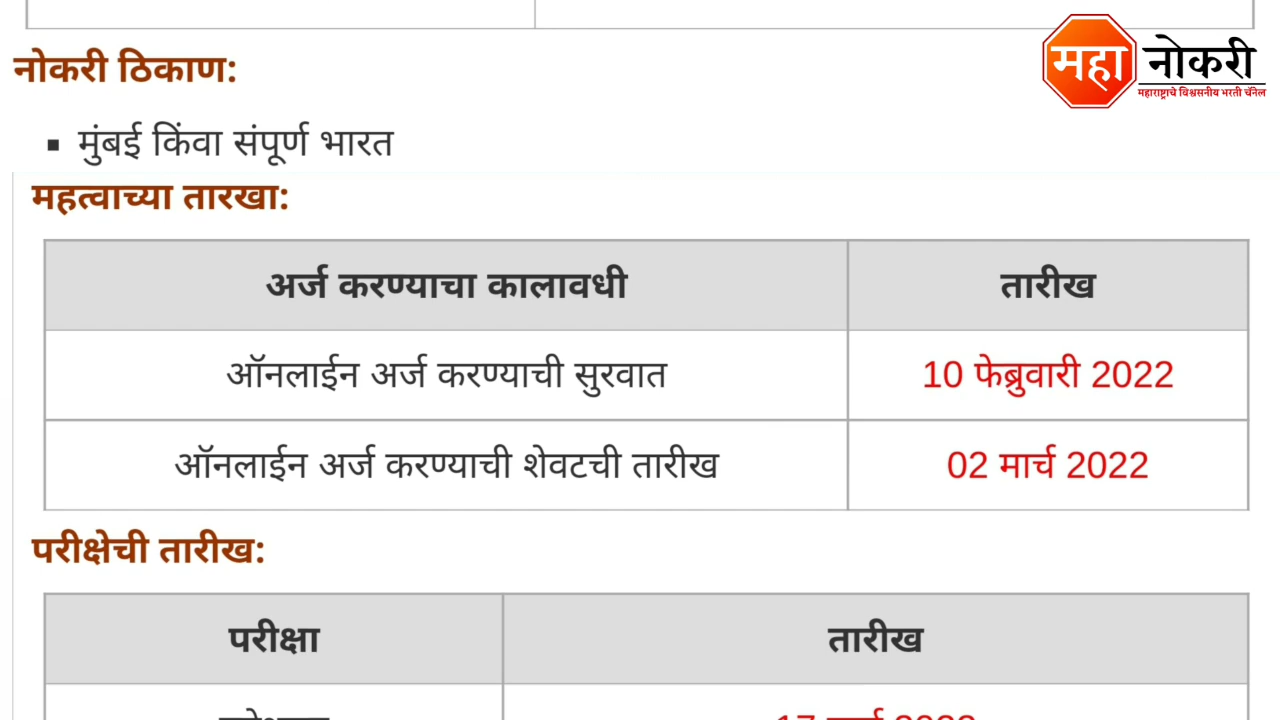 महा नोकरी
महाराष्ट्राचे विश्वसनीय भरती चॅनेल
नोकरी ठिकाण:
▪ मुंबई किंवा संपूर्ण भारत
महत्वाच्या तारखा:
अर्ज करण्याचा कालावधी तारीख
ऑनलाईन अर्ज करण्याची सुरवात 10 फेब्रुवारी 2022
ऑनलाईन अर्ज करण्याची शेवटची तारीख 02 मार्च 2022
परीक्षेची तारीख:
परीक्षा तारीख